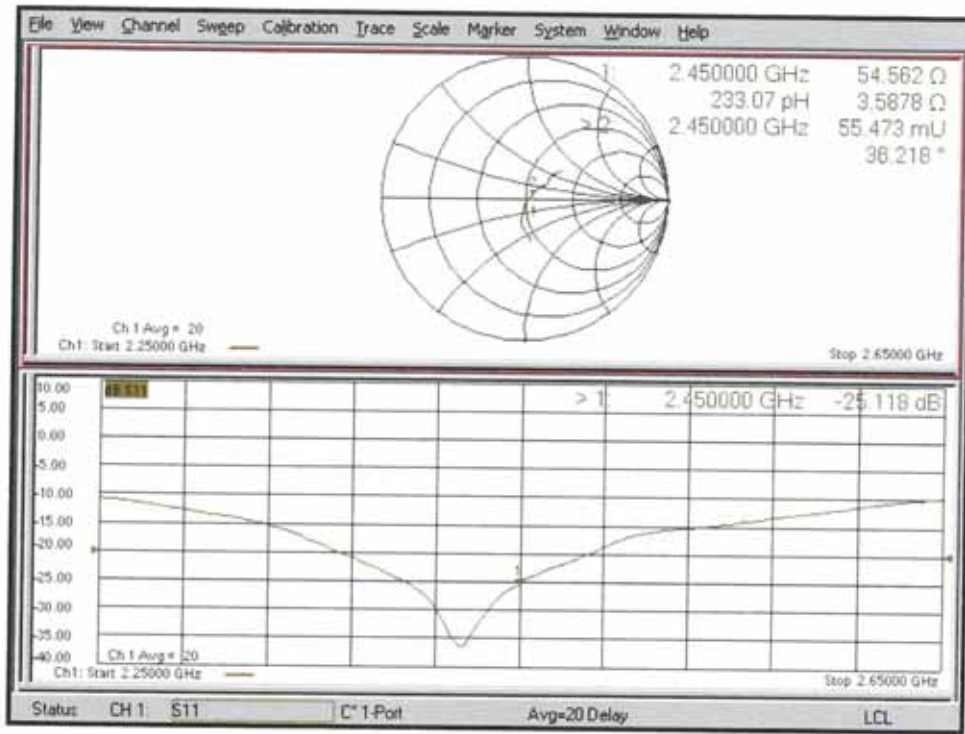 File View Channel Sweep Calibration Trace Scale Marker System Window Help
1: 2.450000 GHz 54.562 Ω
233.07 pH 3.5878 Ω
> 2: 2.450000 GHz 55.473 mU
36.218 °
2
1
Ch 1 Avg = 20
Ch1: Start 2.25000 GHz
Stop 2.65000 GHz
dB S11
> 1: 2.450000 GHz -25.118 dB
10.00
5.00
0.00
-5.00
-10.00
-15.00
-20.00
-25.00
-30.00
-35.00
-40.00
1
Ch 1 Avg = 20
Ch1: Start 2.25000 GHz
Stop 2.65000 GHz
Status CH 1: S11 C* 1-Port Avg=20 Delay LCL